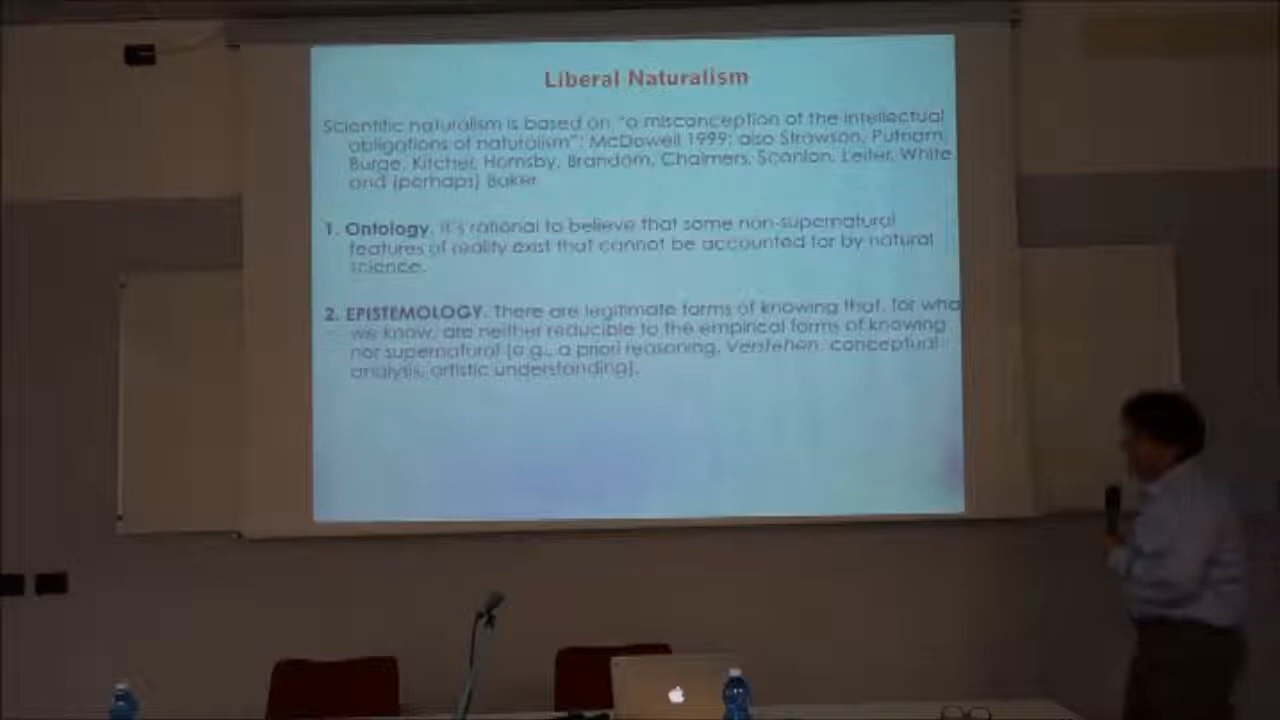 Liberal Naturalism
Scientific naturalism is based on "a misconception of the intellectual
obligations of naturalism": McDowell 1999; also Strawson, Putnam,
Burge, Kitcher, Hornsby, Brandom, Chalmers, Scanlon, Leiter, White,
and (perhaps) Baker
1. Ontology. It's rational to believe that some non-supernatural
features of reality exist that cannot be accounted for by natural
science.
2. EPISTEMOLOGY. There are legitimate forms of knowing that, for wha
we know, are neither reducible to the empirical forms of knowing
nor supernatural (e.g., a priori reasoning, Verstehen, conceptual
analysis, artistic understanding).